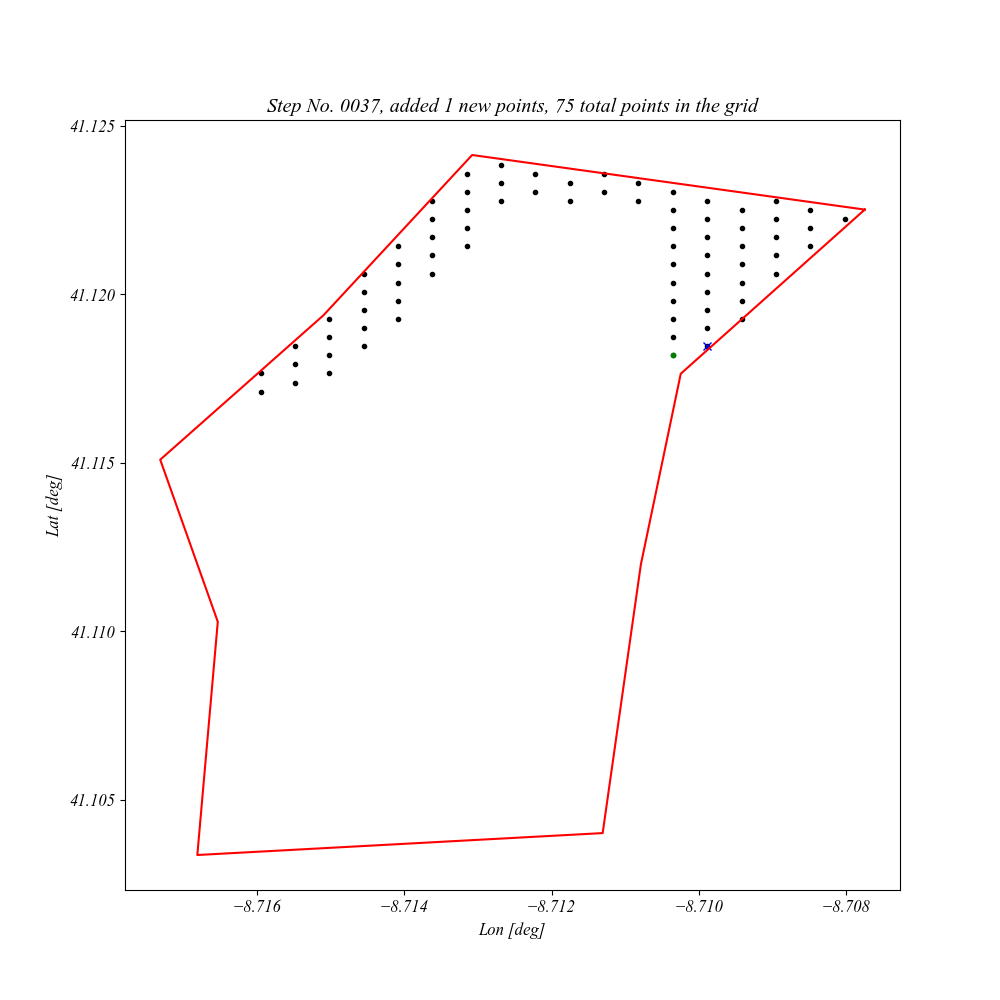 Step No. 0037, added 1 new points, 75 total points in the grid
41.125
41.120
41.115
41.110
41.105
Lat [deg]
−8.716 −8.714 −8.712 −8.710 −8.708
Lon [deg]